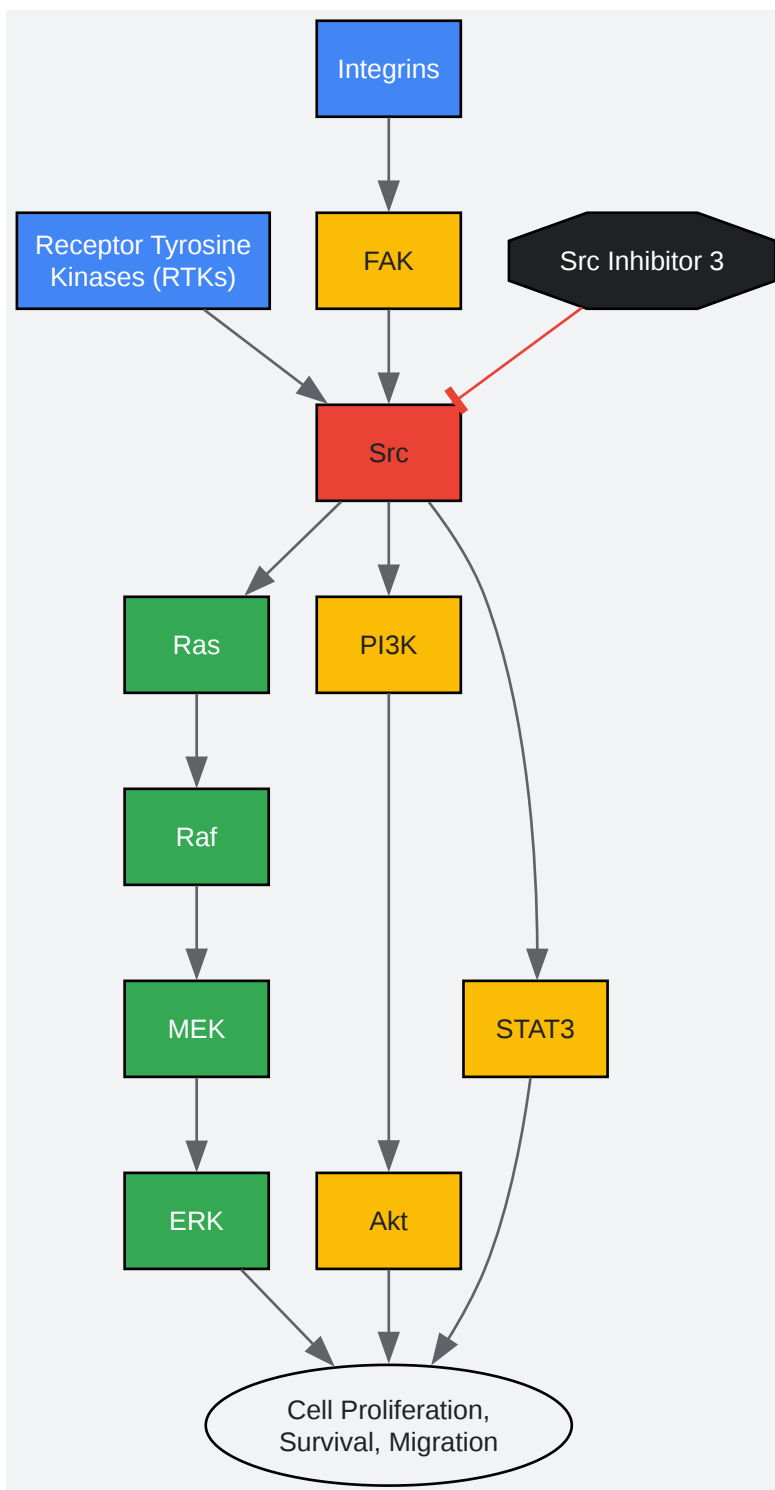 Integrins
Receptor Tyrosine
Kinases (RTKs)
FAK
Src Inhibitor 3
Src
Ras
PI3K
Raf
MEK
STAT3
ERK
Akt
Cell Proliferation,
Survival, Migration